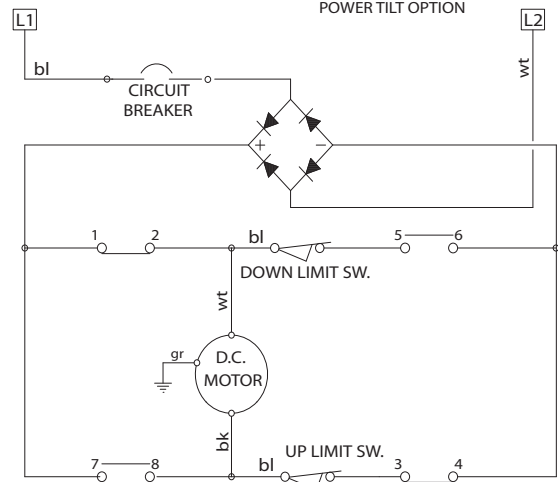 POWER TILT OPTION
L1
L2
bl
wt
CIRCUIT
BREAKER
+
−
1
2
bl
5
6
DOWN LIMIT SW.
wt
gr
D.C.
MOTOR
bk
UP LIMIT SW.
7
8
bl
3
4